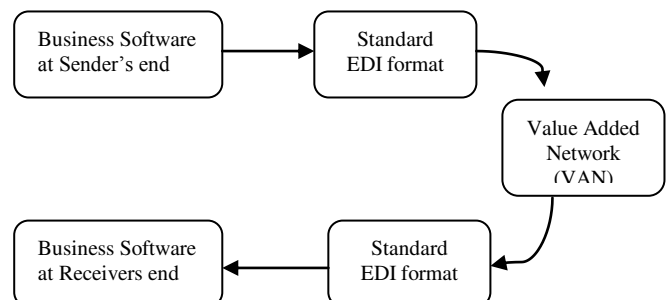 Business Software
at Sender's end
Standard
EDI format
Value Added
Network
(VAN)
Standard
EDI format
Business Software
at Receivers end